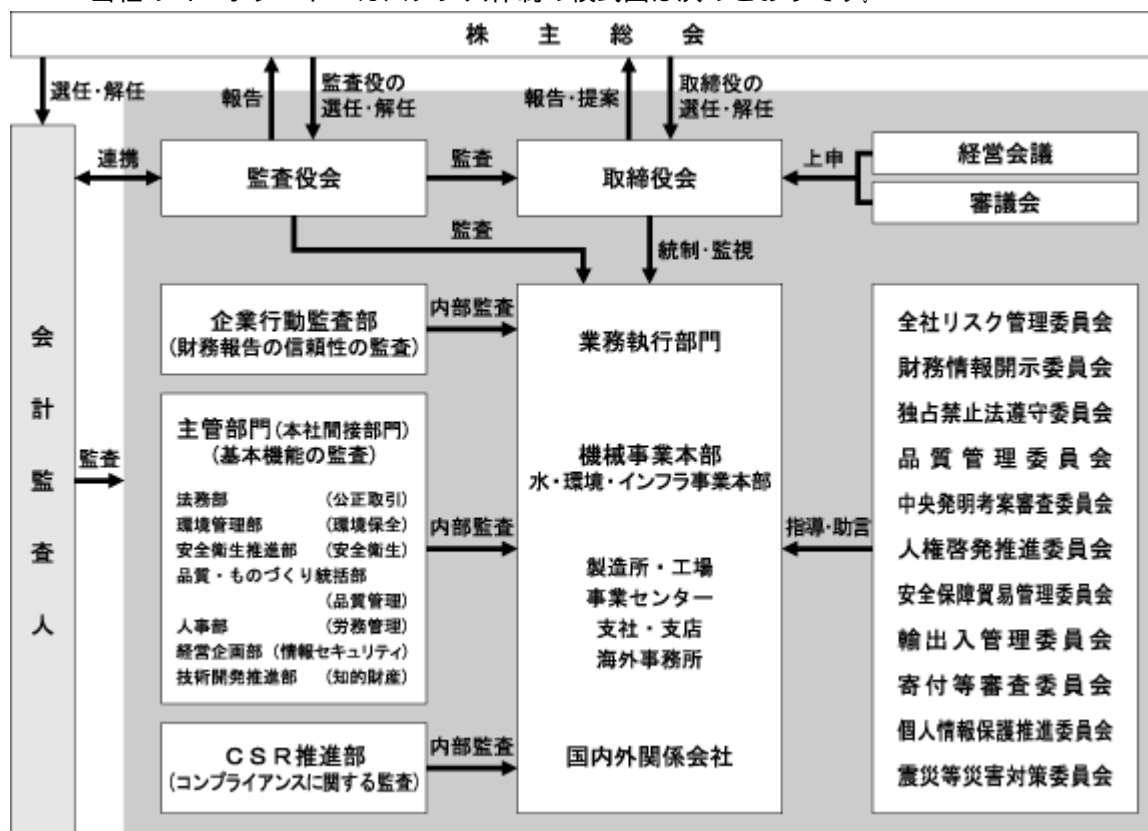 株主総会
選任・解任
報告
監査役の
選任・解任
報告・提案
取締役の
選任・解任
連携
監査役会
監査
取締役会
上申
経営会議
審議会
監査
統制・監視
会計監査人
監査
企業行動監査部
(財務報告の信頼性の監査)
内部監査
主管部門(本社間接部門)
(基本機能の監査)
法務部 (公正取引)
環境管理部 (環境保全)
安全衛生推進部 (安全衛生)
品質・ものづくり統括部
(品質管理)
人事部 (労務管理)
経営企画部 (情報セキュリティ)
技術開発推進部 (知的財産)
内部監査
CSR推進部
(コンプライアンスに関する監査)
内部監査
業務執行部門
機械事業本部
水・環境・インフラ事業本部
製造所・工場
事業センター
支社・支店
海外事務所
国内外関係会社
指導・助言
全社リスク管理委員会
財務情報開示委員会
独占禁止法遵守委員会
品質管理委員会
中央発明考案審査委員会
人権啓発推進委員会
安全保障貿易管理委員会
輸出入管理委員会
寄付等審査委員会
個人情報保護推進委員会
震災等災害対策委員会